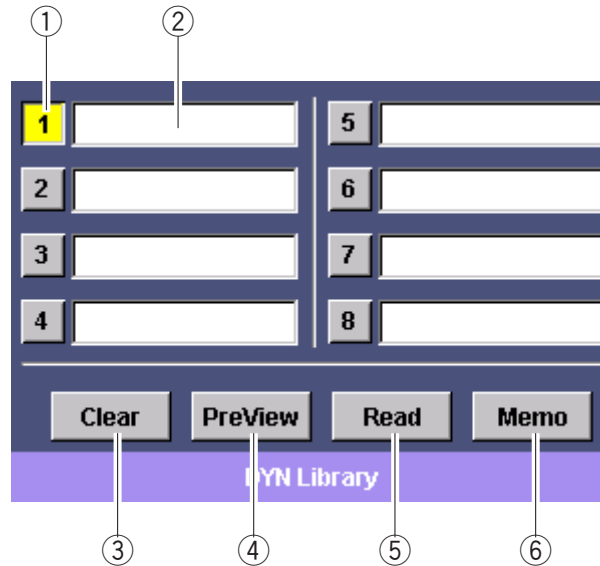 ① ②
1 5
2 6
3 7
4 8
Clear PreView Read Memo
DYN Library
③ ④ ⑤ ⑥